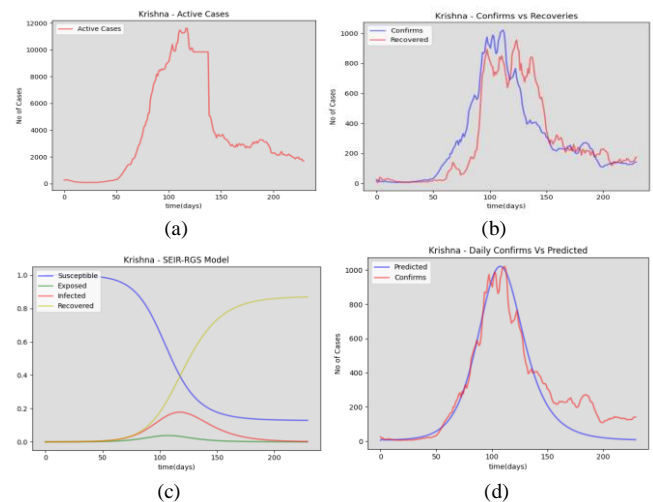 Krishna - Active Cases
Active Cases
12000
10000
8000
6000
4000
2000
0
No of Cases
0 50 100 150 200
time(days)
(a)
Krishna - Confirms vs Recoveries
Confirms
Recovered
1000
800
600
400
200
0
No of Cases
0 50 100 150 200
time(days)
(b)
Krishna - SEIR-RGS Model
Susceptible
Exposed
Infected
Recovered
1.0
0.8
0.6
0.4
0.2
0.0
0 50 100 150 200
time(days)
(c)
Krishna - Daily Confirms Vs Predicted
Predicted
Confirms
1000
800
600
400
200
0
No of Cases
0 50 100 150 200
time(days)
(d)